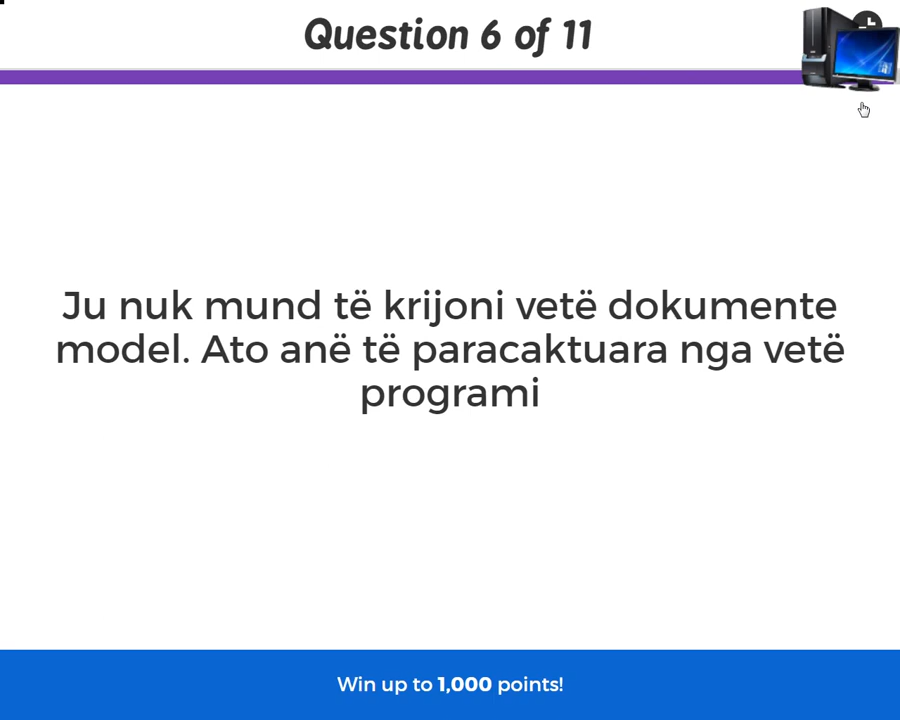 Question 6 of 11
Ju nuk mund të krijoni vetë dokumente
model. Ato anë të paracaktuara nga vetë
programi
Win up to 1,000 points!